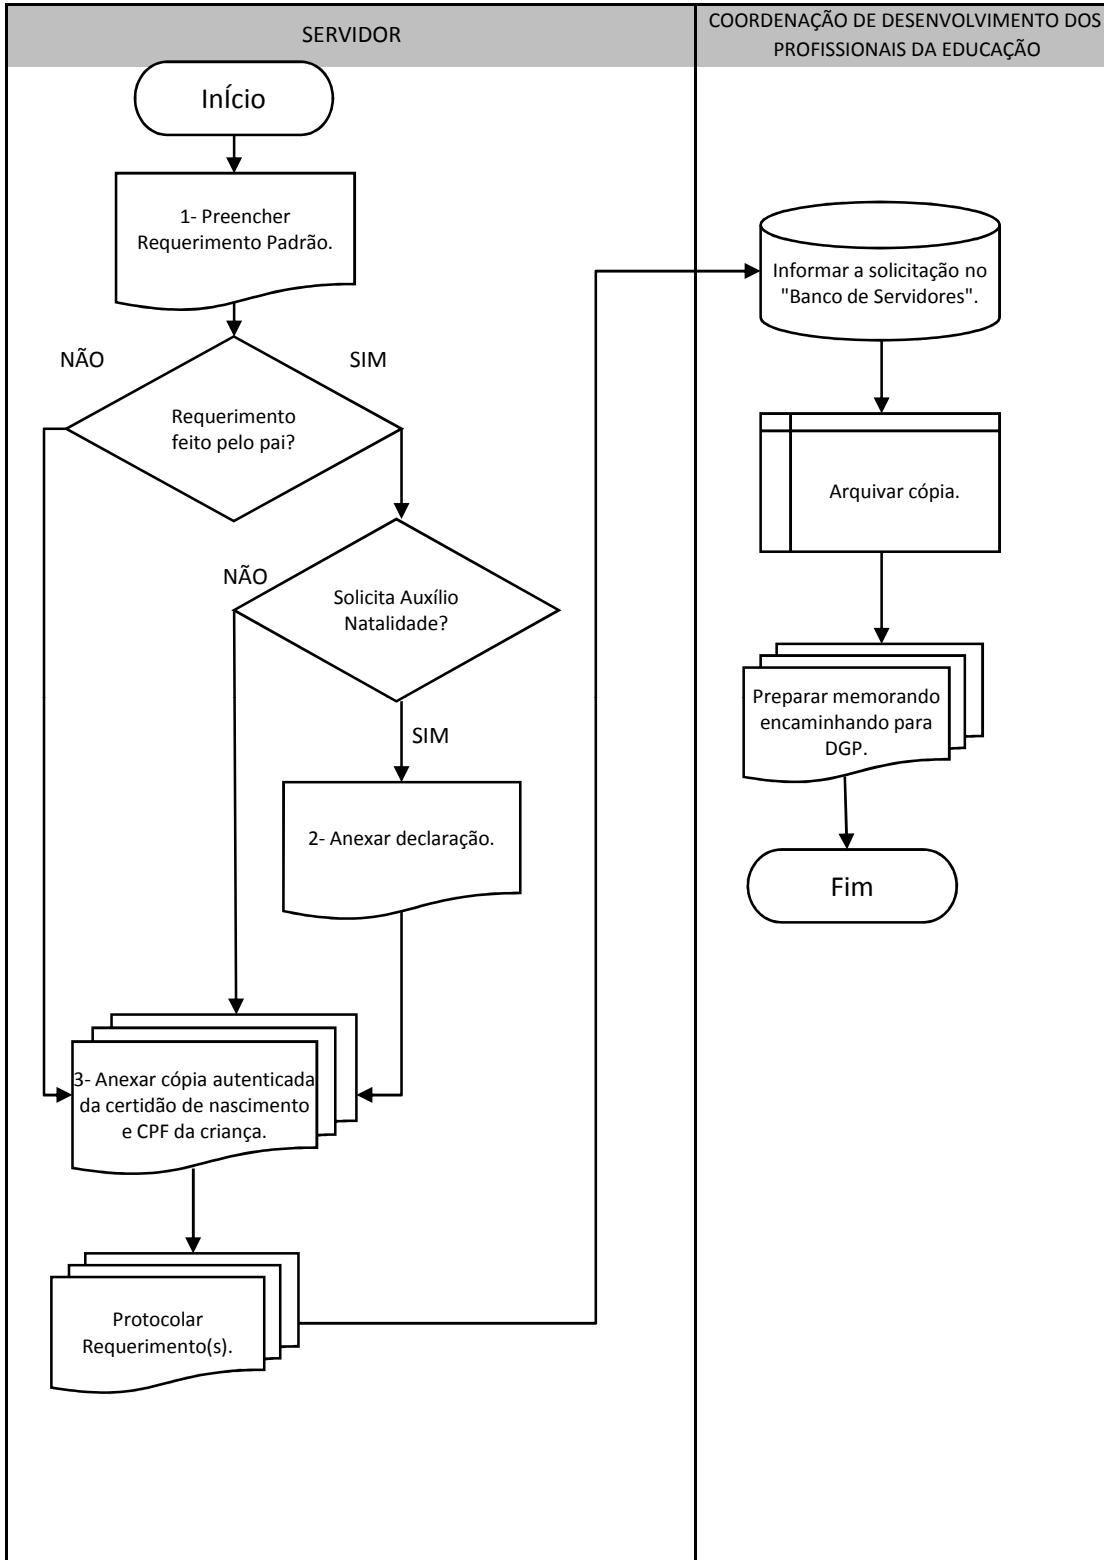 SERVIDOR
COORDENAÇÃO DE DESENVOLVIMENTO DOS
PROFISSIONAIS DA EDUCAÇÃO
InÍcio
1- Preencher
Requerimento Padrão.
NÃO
SIM
Requerimento
feito pelo pai?
NÃO
Solicita Auxílio
Natalidade?
SIM
2- Anexar declaração.
3- Anexar cópia autenticada
da certidão de nascimento
e CPF da criança.
Protocolar
Requerimento(s).
Informar a solicitação no
"Banco de Servidores".
Arquivar cópia.
Preparar memorando
encaminhando para
DGP.
Fim